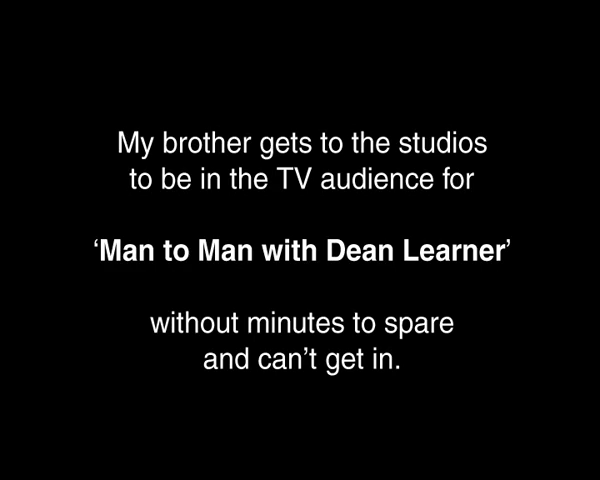 My brother gets to the studios
to be in the TV audience for
‘Man to Man with Dean Learner’
without minutes to spare
and can’t get in.